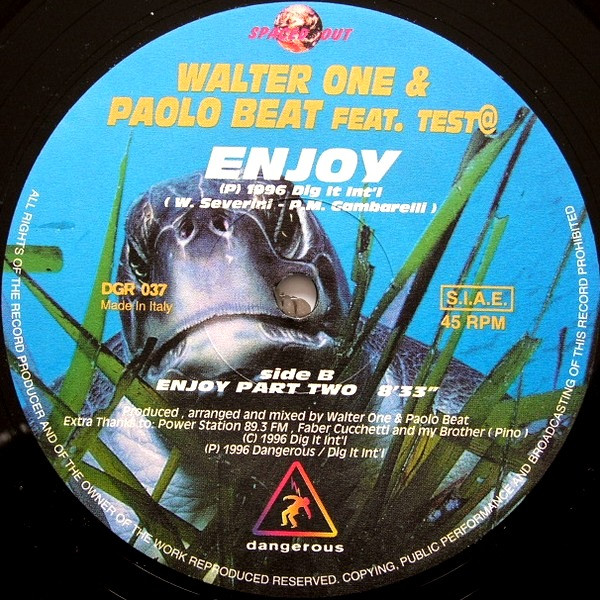 SPACED OUT
WALTER ONE &
PAOLO BEAT FEAT. TEST@
ENJOY
(P) 1996 Dig It Int'l
( W. Severini - P.M. Gambarelli )
DGR 037
Made In Italy
S.I.A.E.
45 RPM
side B
ENJOY PART TWO 8'33"
Produced , arranged and mixed by Walter One & Paolo Beat
Extra Thanks to: Power Station 89.3 FM , Faber Cucchetti and my Brother ( Pino )
(C) 1996 Dig It Int'l
(P) 1996 Dangerous / Dig It Int'l
dangerous
ALL RIGHTS OF THE RECORD PRODUCER AND OF THE OWNER OF THE WORK REPRODUCED RESERVED. COPYING, PUBLIC PERFORMANCE AND BROADCASTING OF THIS RECORD PROHIBITED